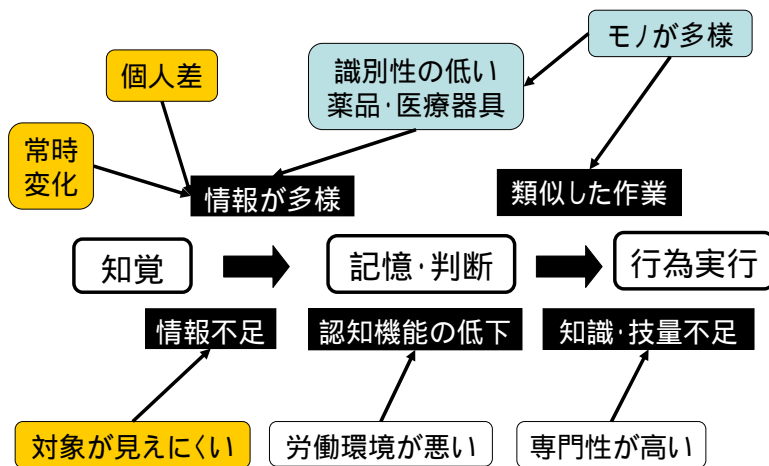 モノが多様
個人差
識別性の低い
薬品・医療器具
常時
変化
情報が多様
類似した作業
知覚
記憶・判断
行為実行
情報不足
認知機能の低下
知識・技量不足
対象が見えにくい
労働環境が悪い
専門性が高い